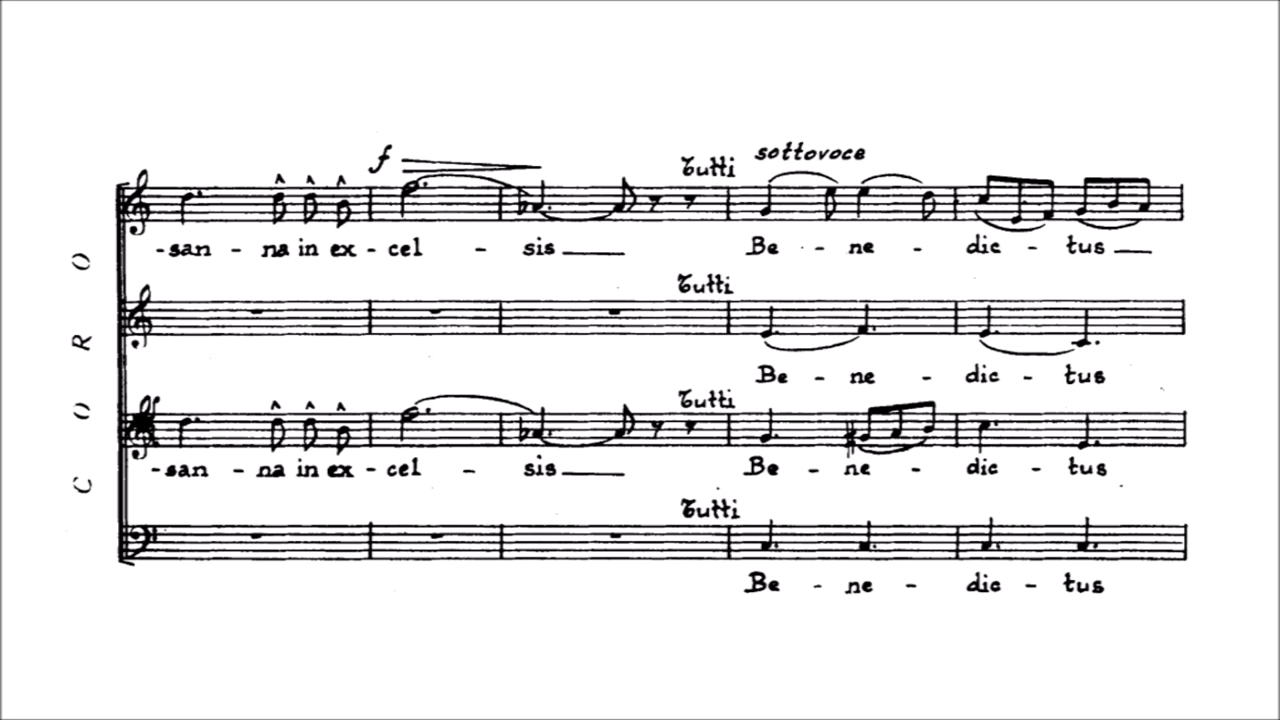 f
Tutti sottovoce
-san - na in ex - cel - sis Be - ne - dic - tus
Tutti
Be - ne - dic - tus
Tutti
-san - na in ex - cel - sis Be - ne - dic - tus
Tutti
Be - ne - dic - tus
CORO